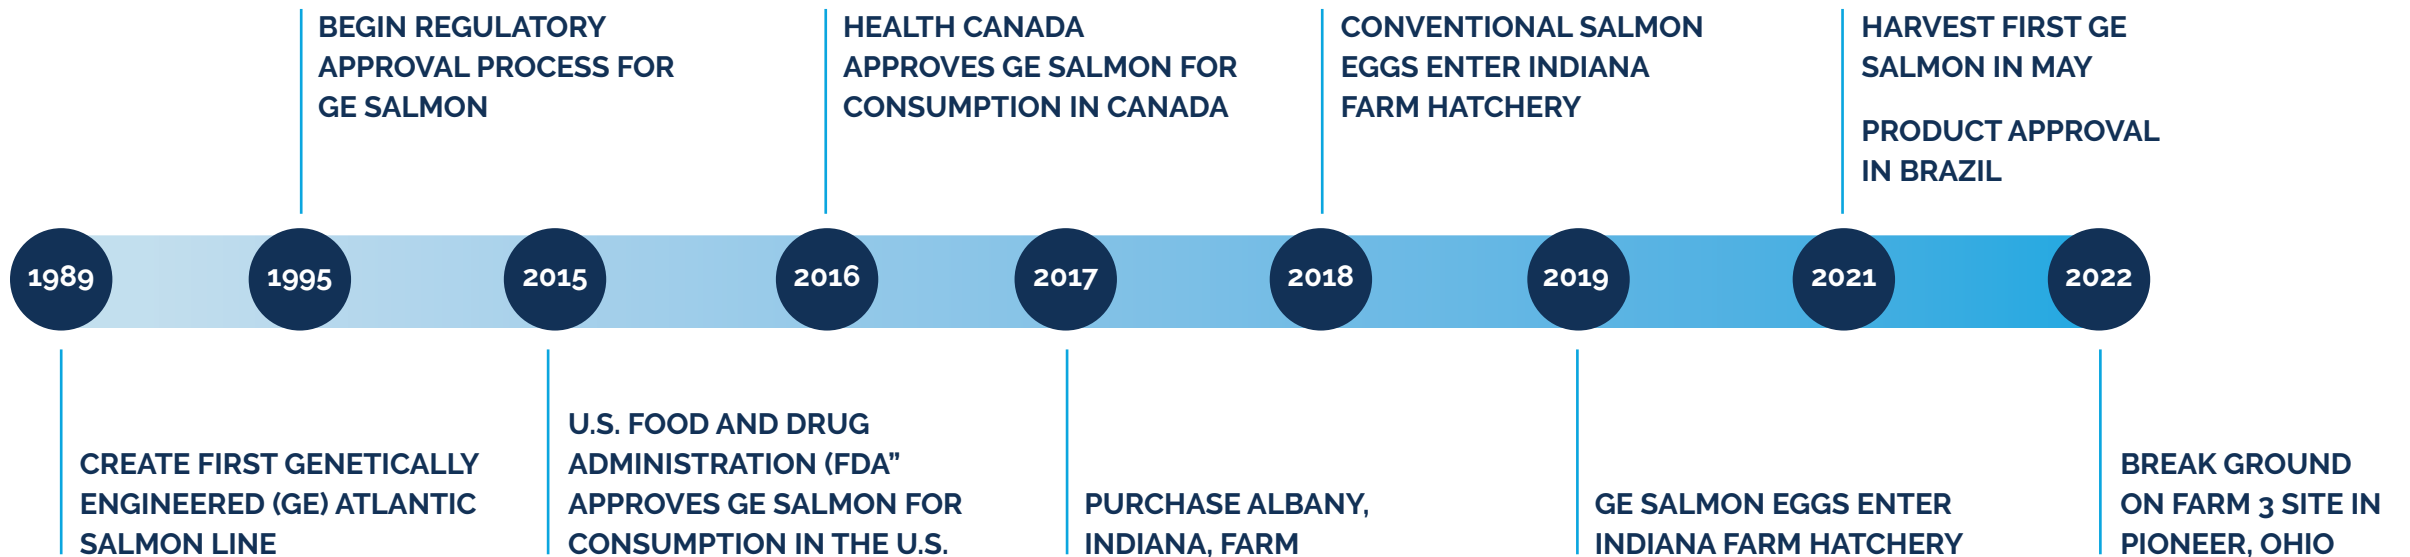 BEGIN REGULATORY
APPROVAL PROCESS FOR
GE SALMON
HEALTH CANADA
APPROVES GE SALMON FOR
CONSUMPTION IN CANADA
CONVENTIONAL SALMON
EGGS ENTER INDIANA
FARM HATCHERY
HARVEST FIRST GE
SALMON IN MAY
PRODUCT APPROVAL
IN BRAZIL
1989
1995
2015
2016
2017
2018
2019
2021
2022
CREATE FIRST GENETICALLY
ENGINEERED (GE) ATLANTIC
SALMON LINE
U.S. FOOD AND DRUG
ADMINISTRATION (FDA”
APPROVES GE SALMON FOR
CONSUMPTION IN THE U.S.
PURCHASE ALBANY,
INDIANA, FARM
GE SALMON EGGS ENTER
INDIANA FARM HATCHERY
BREAK GROUND
ON FARM 3 SITE IN
PIONEER, OHIO